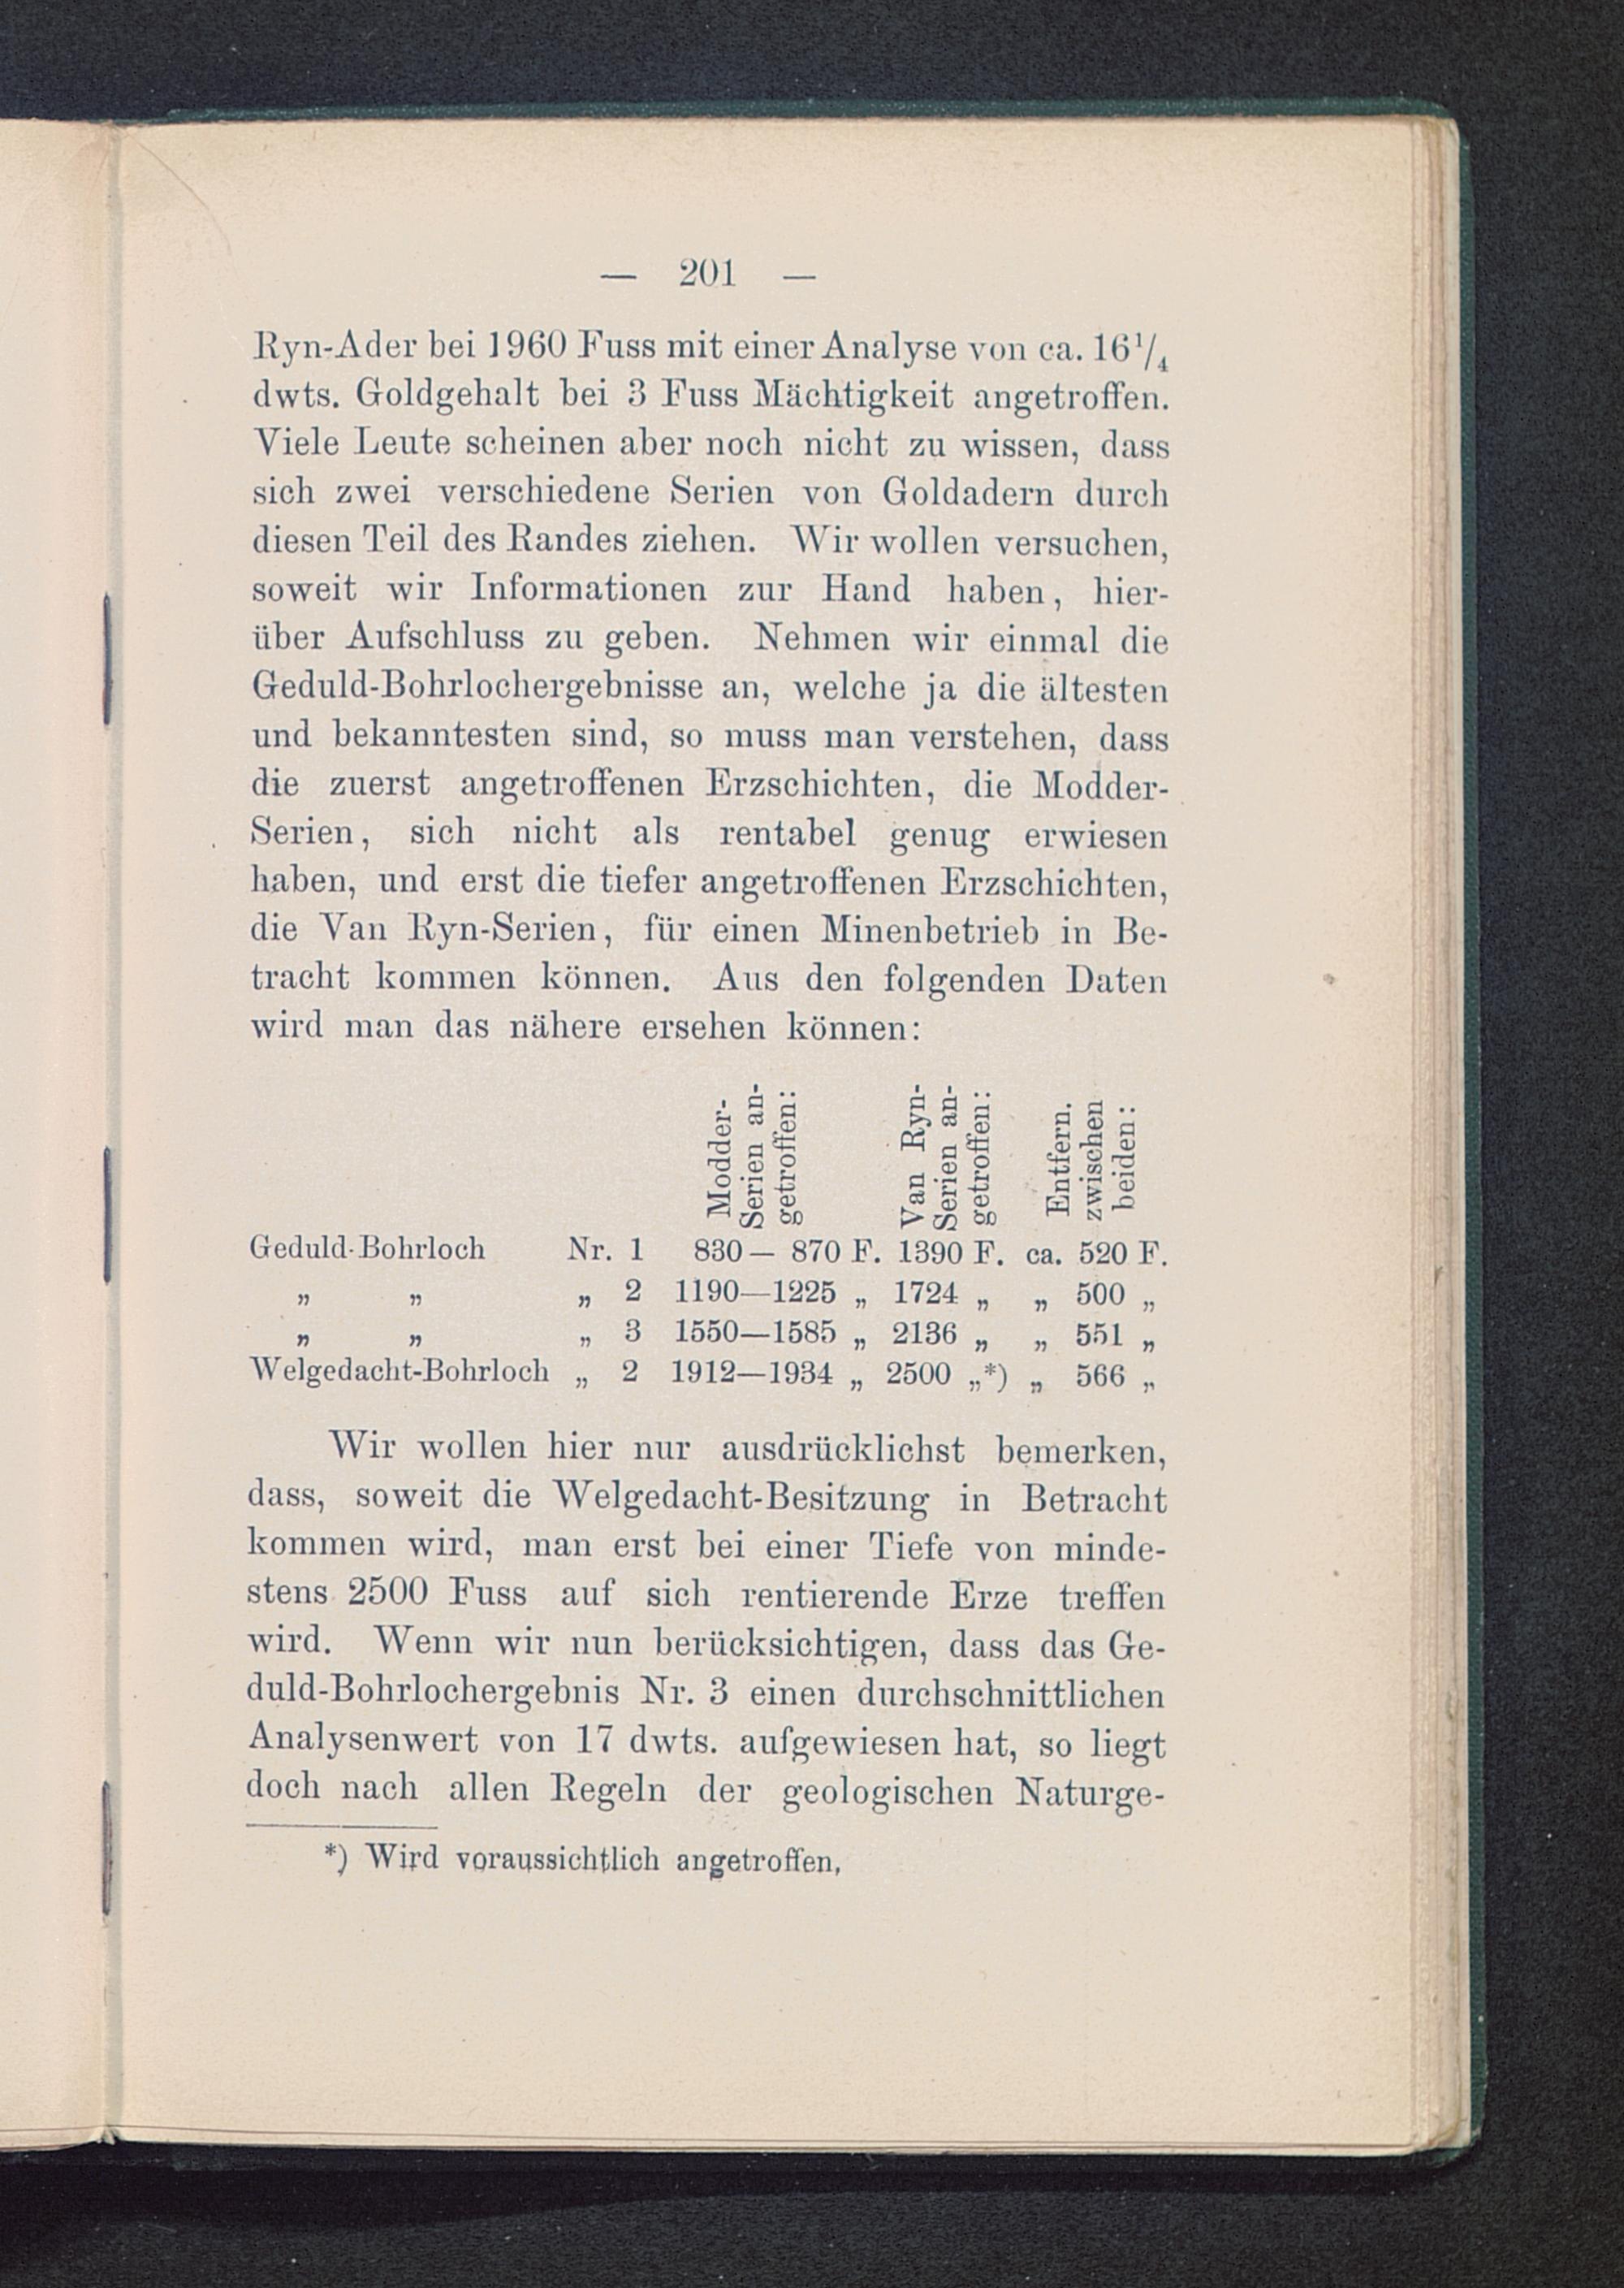 — 201 —
Ryn-Ader bei 1960 Fuss mit einer Analyse von ca. 16¹/₄
dwts. Goldgehalt bei 3 Fuss Mächtigkeit angetroffen.
Viele Leute scheinen aber noch nicht zu wissen, dass
sich zwei verschiedene Serien von Goldadern durch
diesen Teil des Randes ziehen. Wir wollen versuchen,
soweit wir Informationen zur Hand haben, hier-
über Aufschluss zu geben. Nehmen wir einmal die
Geduld-Bohrlochergebnisse an, welche ja die ältesten
und bekanntesten sind, so muss man verstehen, dass
die zuerst angetroffenen Erzschichten, die Modder-
Serien, sich nicht als rentabel genug erwiesen
haben, und erst die tiefer angetroffenen Erzschichten,
die Van Ryn-Serien, für einen Minenbetrieb in Be-
tracht kommen können. Aus den folgenden Daten
wird man das nähere ersehen können:
Modder-
Serien an-
getroffen:
Van Ryn-
Serien an-
getroffen:
Entfern.
zwischen
beiden:
Geduld-Bohrloch Nr. 1 830— 870 F. 1390 F. ca. 520 F.
„ „ „ 2 1190—1225 „ 1724 „ „ 500 „
„ „ „ 3 1550—1585 „ 2136 „ „ 551 „
Welgedacht-Bohrloch „ 2 1912—1934 „ 2500 „*) „ 566 „
Wir wollen hier nur ausdrücklichst bemerken,
dass, soweit die Welgedacht-Besitzung in Betracht
kommen wird, man erst bei einer Tiefe von minde-
stens 2500 Fuss auf sich rentierende Erze treffen
wird. Wenn wir nun berücksichtigen, dass das Ge-
duld-Bohrlochergebnis Nr. 3 einen durchschnittlichen
Analysenwert von 17 dwts. aufgewiesen hat, so liegt
doch nach allen Regeln der geologischen Naturge-
*) Wird voraussichtlich angetroffen,